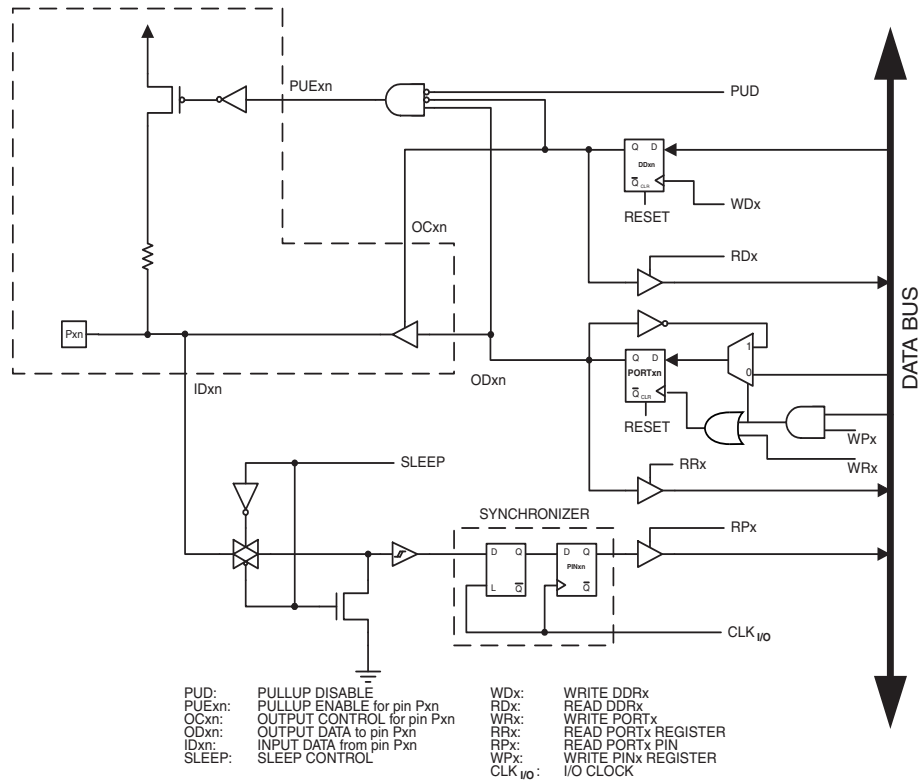 PUExn
PUD
Q D
DDxn
Q CLR
WDx
RESET
OCxn
RDx
Pxn
1
Q D
ODxn
PORTxn
0
IDxn
Q CLR
RESET
WPx
WRx
SLEEP
RRx
SYNCHRONIZER
RPx
D Q
D Q
PINxn
L Q
Q
CLK I/O
DATA BUS
PUD: PULLUP DISABLE
PUExn: PULLUP ENABLE for pin Pxn
OCxn: OUTPUT CONTROL for pin Pxn
ODxn: OUTPUT DATA to pin Pxn
IDxn: INPUT DATA from pin Pxn
SLEEP: SLEEP CONTROL
WDx: WRITE DDRx
RDx: READ DDRx
WRx: WRITE PORTx
RRx: READ PORTx REGISTER
RPx: READ PORTx PIN
WPx: WRITE PINx REGISTER
CLK I/O : I/O CLOCK